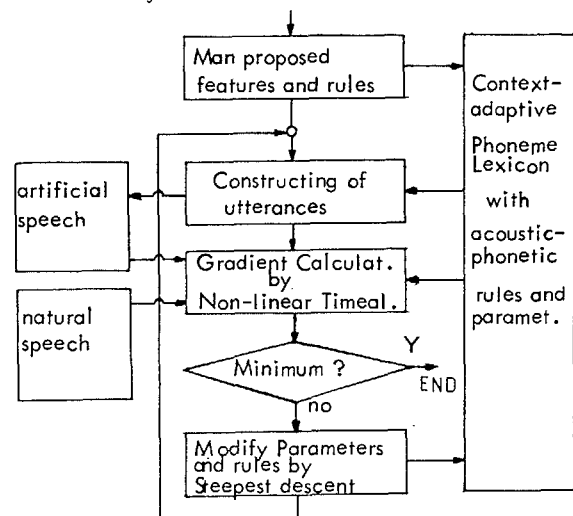 Man proposed
features and rules
Context-
adaptive
Phoneme
Lexicon
with
acoustic-
phonetic
rules and
paramet.
artificial
speech
Constructing of
utterances
Gradient Calculat.
by
Non-linear Timeal.
natural
speech
Minimum ?
Y
END
no
Modify Parameters
and rules by
Steepest descent